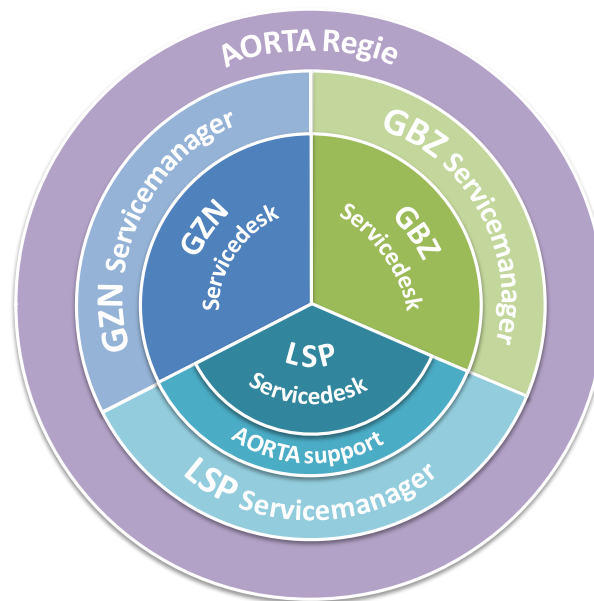 AORTA Regie
GZN Servicemanager
GBZ Servicemanager
GZN
Servicedesk
GBZ
Servicedesk
LSP
Servicedesk
AORTA support
LSP Servicemanager